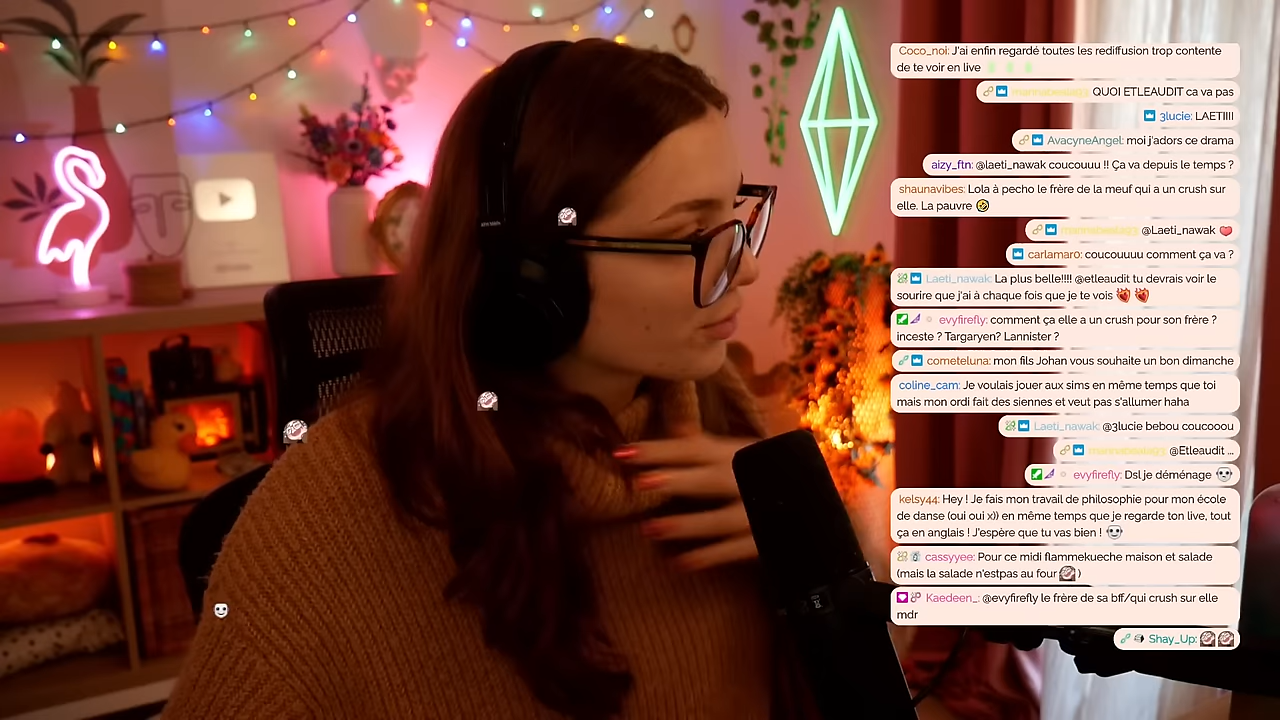 Coco_noi: J'ai enfin regardé toutes les rediffusion trop contente
de te voir en live
QUOI ETLEAUDIT ca va pas
3lucie: LAETIIII
AvacyneAngel: moi j'adors ce drama
aizy_ftn: @laeti_nawak coucouuu !! Ça va depuis le temps ?
shaunavibes: Lola à pecho le frère de la meuf qui a un crush sur
elle. La pauvre
@Laeti_nawak
carlamar0: coucouuuu comment ça va ?
Laeti_nawak: La plus belle!!!! @etleaudit tu devrais voir le
sourire que j'ai à chaque fois que je te vois
evyfirefly: comment ça elle a un crush pour son frère ?
inceste ? Targaryen? Lannister ?
cometeluna: mon fils Johan vous souhaite un bon dimanche
coline_cam: Je voulais jouer aux sims en même temps que toi
mais mon ordi fait des siennes et veut pas s'allumer haha
Laeti_nawak: @3lucie bebou coucooou
@Etleaudit ...
evyfirefly: Dsl je déménage
kelsy44: Hey ! Je fais mon travail de philosophie pour mon école
de danse (oui oui x)) en même temps que je regarde ton live, tout
ça en anglais ! J'espère que tu vas bien !
cassyyee: Pour ce midi flammekueche maison et salade
(mais la salade n'estpas au four )
Kaedeen_: @evyfirefly le frère de sa bff/qui crush sur elle
mdr
Shay_Up: